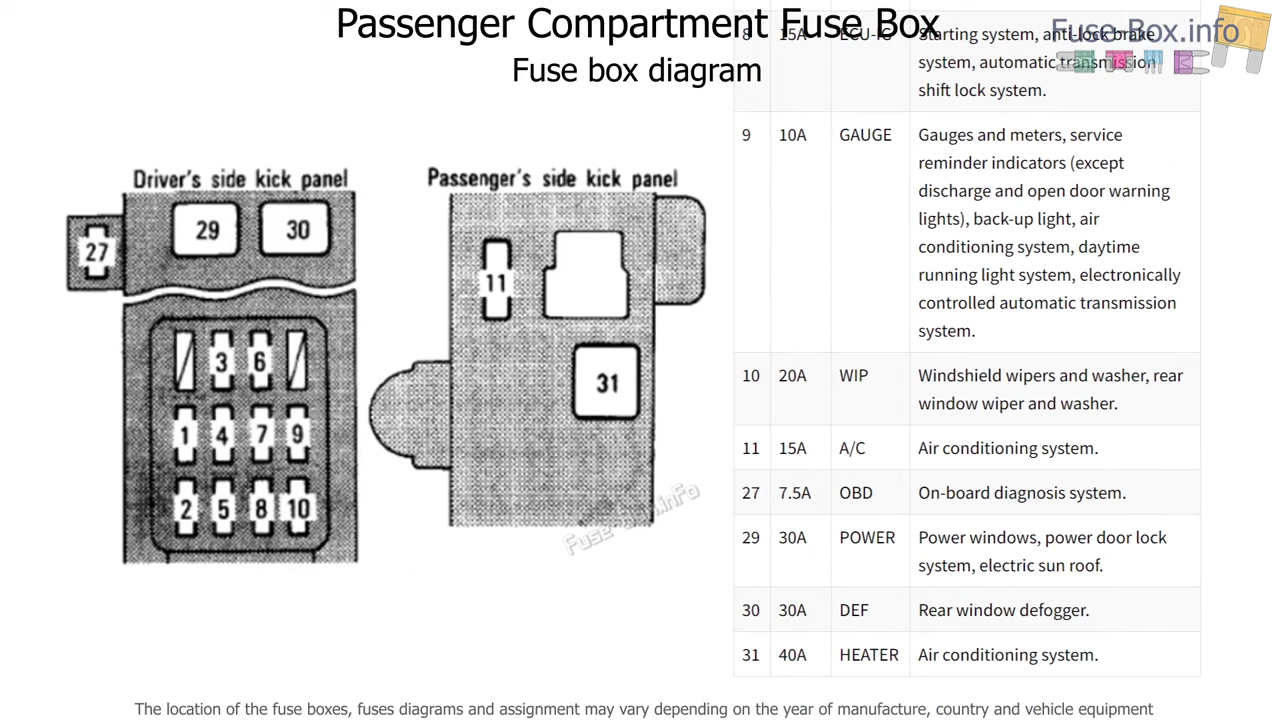 Passenger Compartment Fuse Box
Fuse box diagram
Fuse-Box.info
Driver's side kick panel
29 30
27
3 6
1 4 7 9
2 5 8 10
Passenger's side kick panel
11
31
8 15A ECU-IG Starting system, anti-lock brake
system, automatic transmission
shift lock system.
9 10A GAUGE Gauges and meters, service
reminder indicators (except
discharge and open door warning
lights), back-up light, air
conditioning system, daytime
running light system, electronically
controlled automatic transmission
system.
10 20A WIP Windshield wipers and washer, rear
window wiper and washer.
11 15A A/C Air conditioning system.
27 7.5A OBD On-board diagnosis system.
29 30A POWER Power windows, power door lock
system, electric sun roof.
30 30A DEF Rear window defogger.
31 40A HEATER Air conditioning system.
The location of the fuse boxes, fuses diagrams and assignment may vary depending on the year of manufacture, country and vehicle equipment